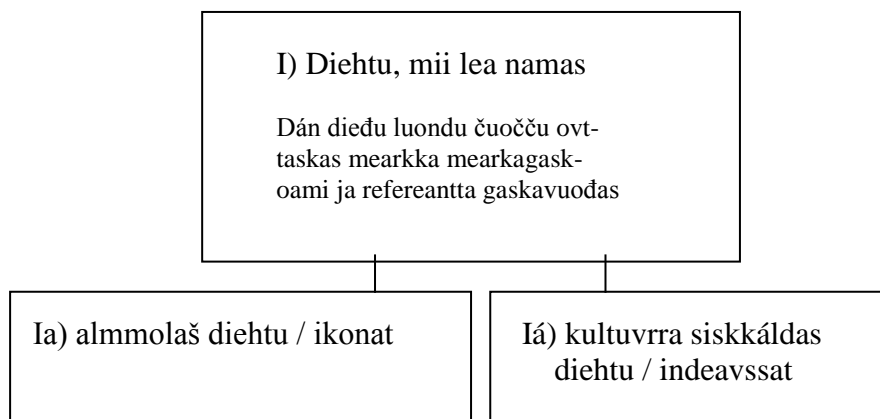 I) Diehtu, mii lea namas
Dán dieđu luondu čuočču ovt-
taskas mearkka mearkagask-
oami ja refereantta gaskavuođas
Ia) almmolaš diehtu / ikonat
Iá) kultuvrra siskkáldas
diehtu / indeavssat